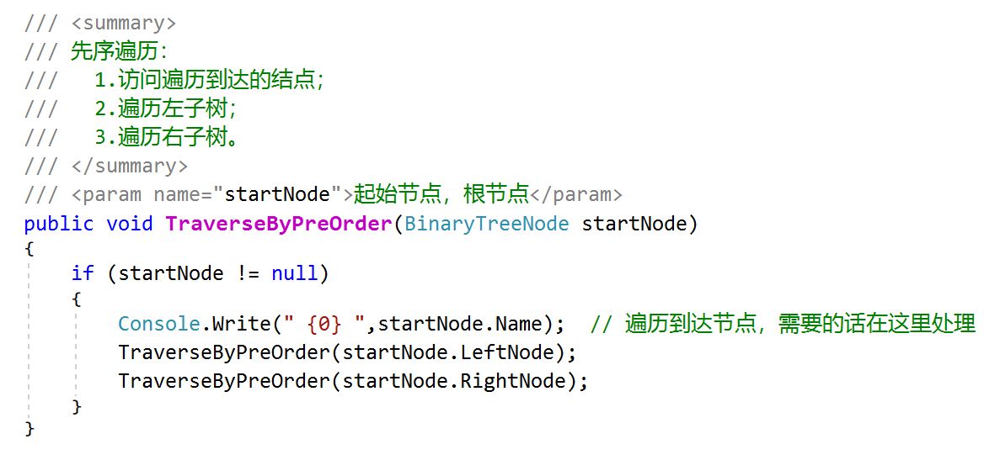 /// <summary>
/// 先序遍历：
///   1.访问遍历到达的结点；
///   2.遍历左子树；
///   3.遍历右子树。
/// </summary>
/// <param name="startNode">起始节点，根节点</param>
public void TraverseByPreOrder(BinaryTreeNode startNode)
{
    if (startNode != null)
    {
        Console.Write(" {0} ",startNode.Name);  // 遍历到达节点，需要的话在这里处理
        TraverseByPreOrder(startNode.LeftNode);
        TraverseByPreOrder(startNode.RightNode);
    }
}